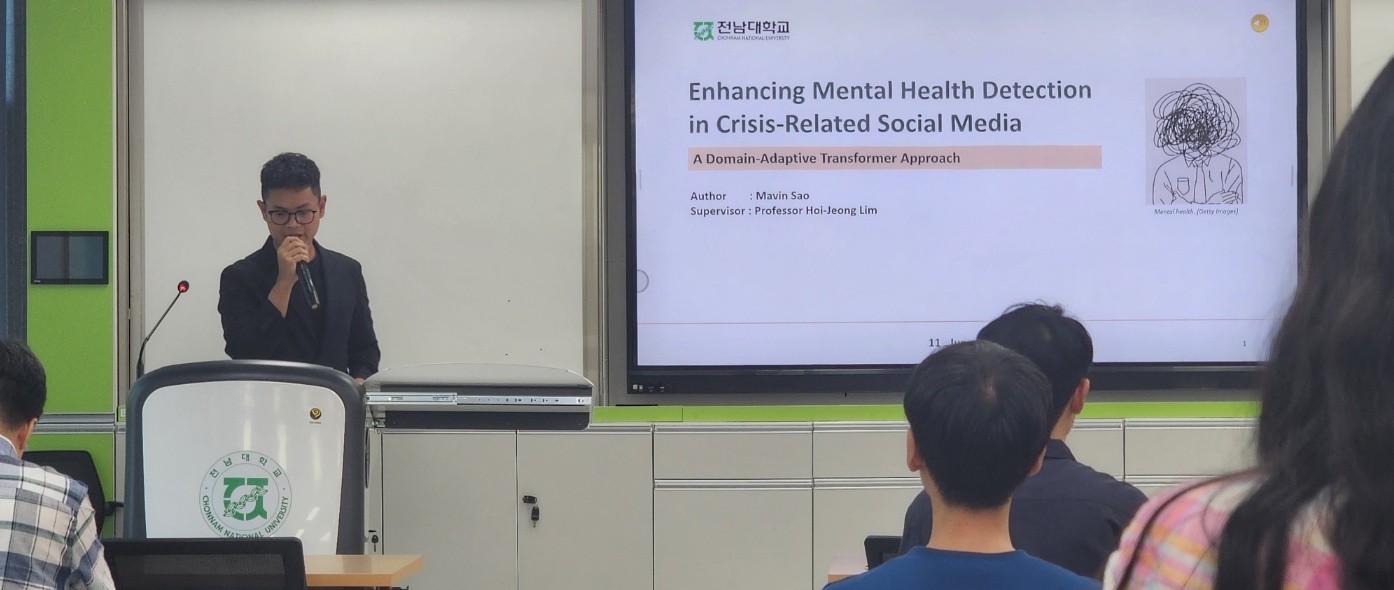 전남대학교
CHONNAM NATIONAL UNIVERSITY
Enhancing Mental Health Detection
in Crisis-Related Social Media
A Domain-Adaptive Transformer Approach
Author : Mavin Sao
Supervisor : Professor Hoi-Jeong Lim
Mental health. (Getty Images)
11
1
전남대학교
CHONNAM NATIONAL UNIVERSITY